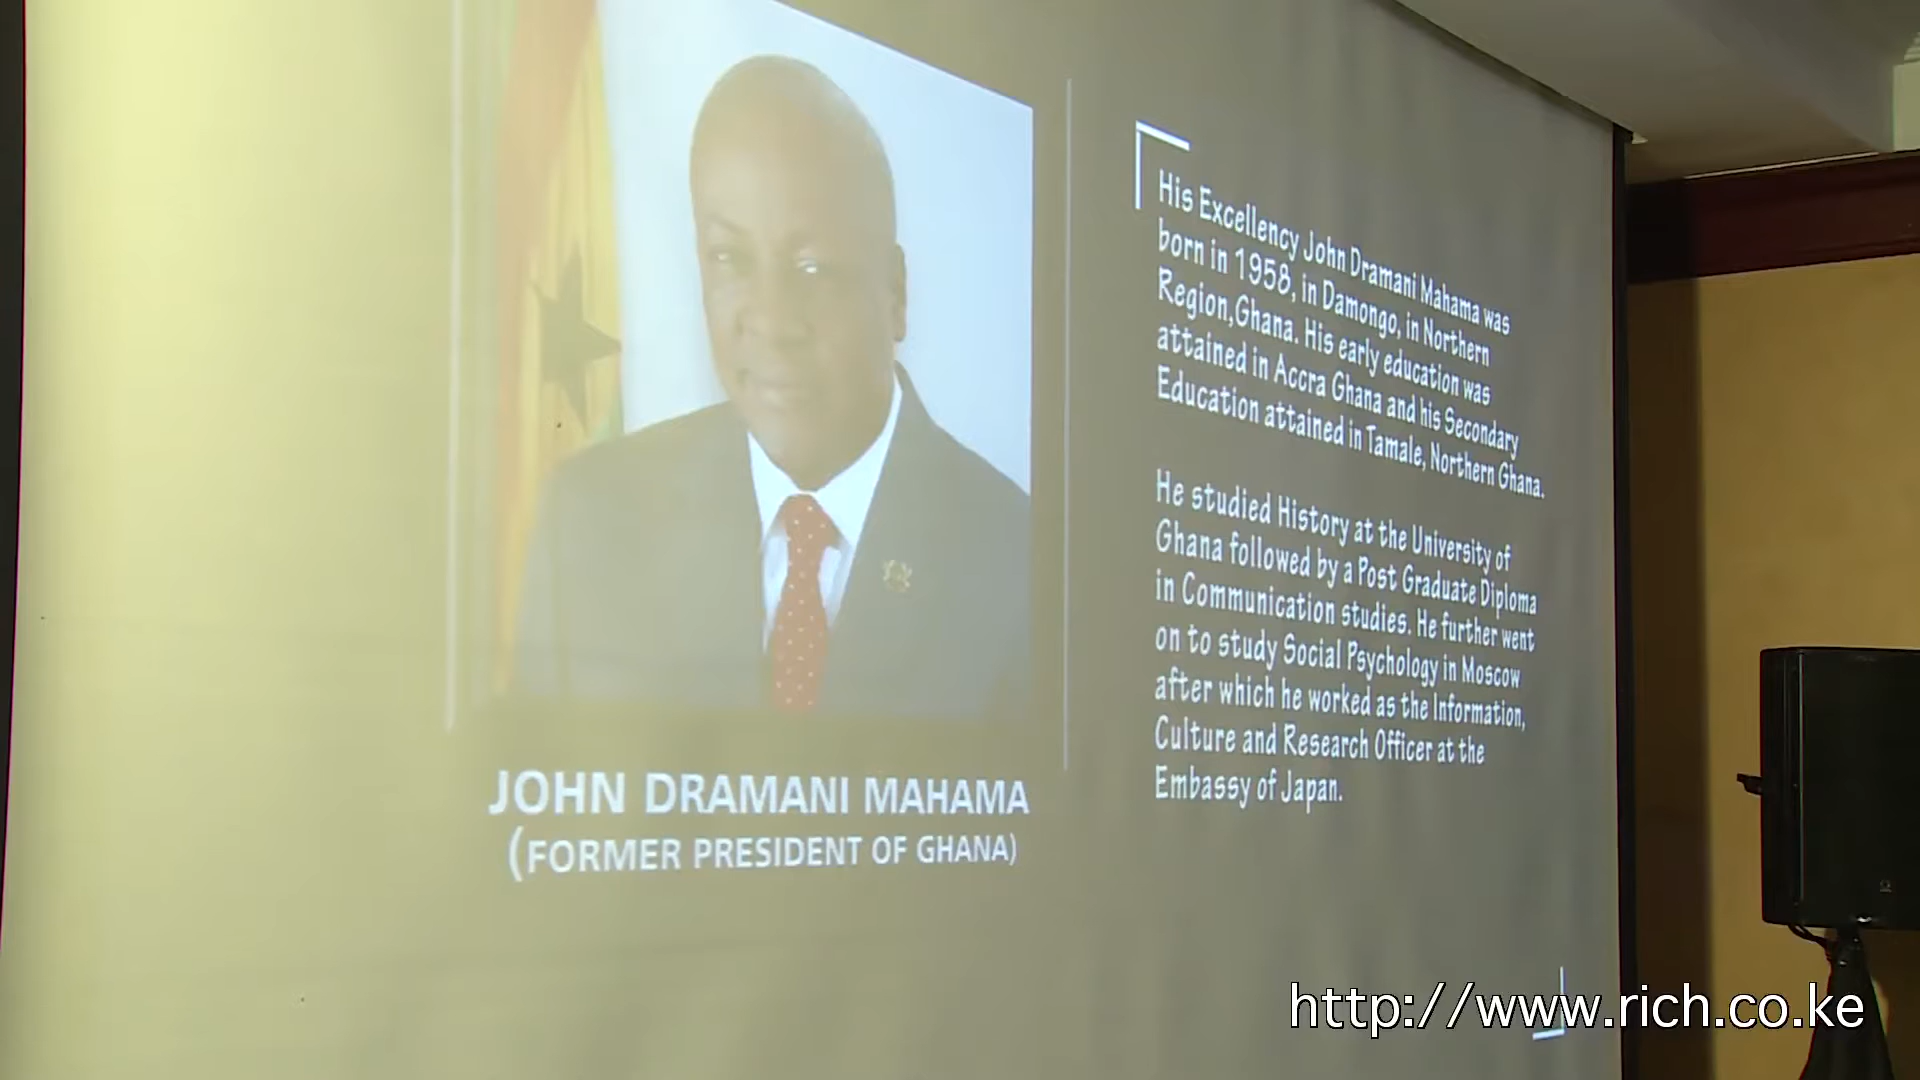 JOHN DRAMANI MAHAMA
(FORMER PRESIDENT OF GHANA)
His Excellency John Dramani Mahama was
born in 1958, in Damongo, in Northern
Region,Ghana. His early education was
attained in Accra Ghana and his Secondary
Education attained in Tamale, Northern Ghana.
He studied History at the University of
Ghana followed by a Post Graduate Diploma
in Communication studies. He further went
on to study Social Psychology in Moscow
after which he worked as the Information,
Culture and Research Officer at the
Embassy of Japan.
http://www.rich.co.ke